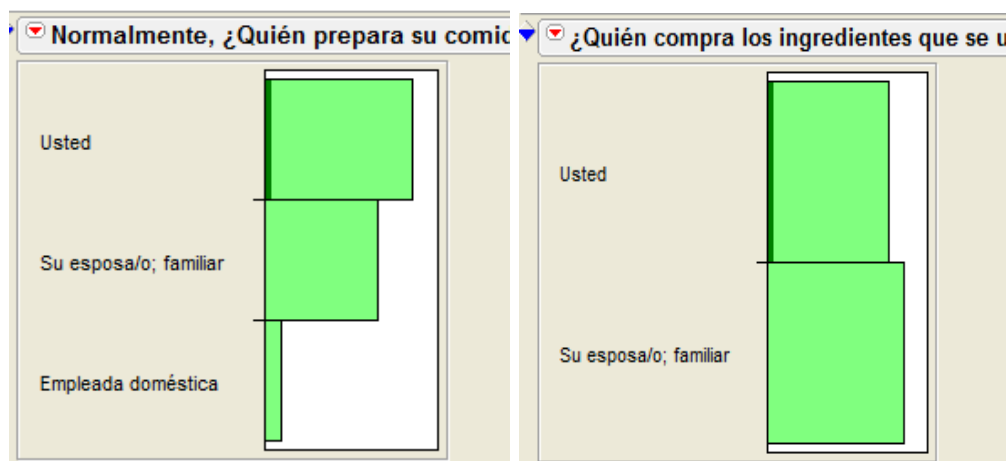 Normalmente, ¿Quién prepara su
Usted
Su esposa/o; familiar
Empleada doméstica
¿Quién compra los ingredientes que se
Usted
Su esposa/o; familiar